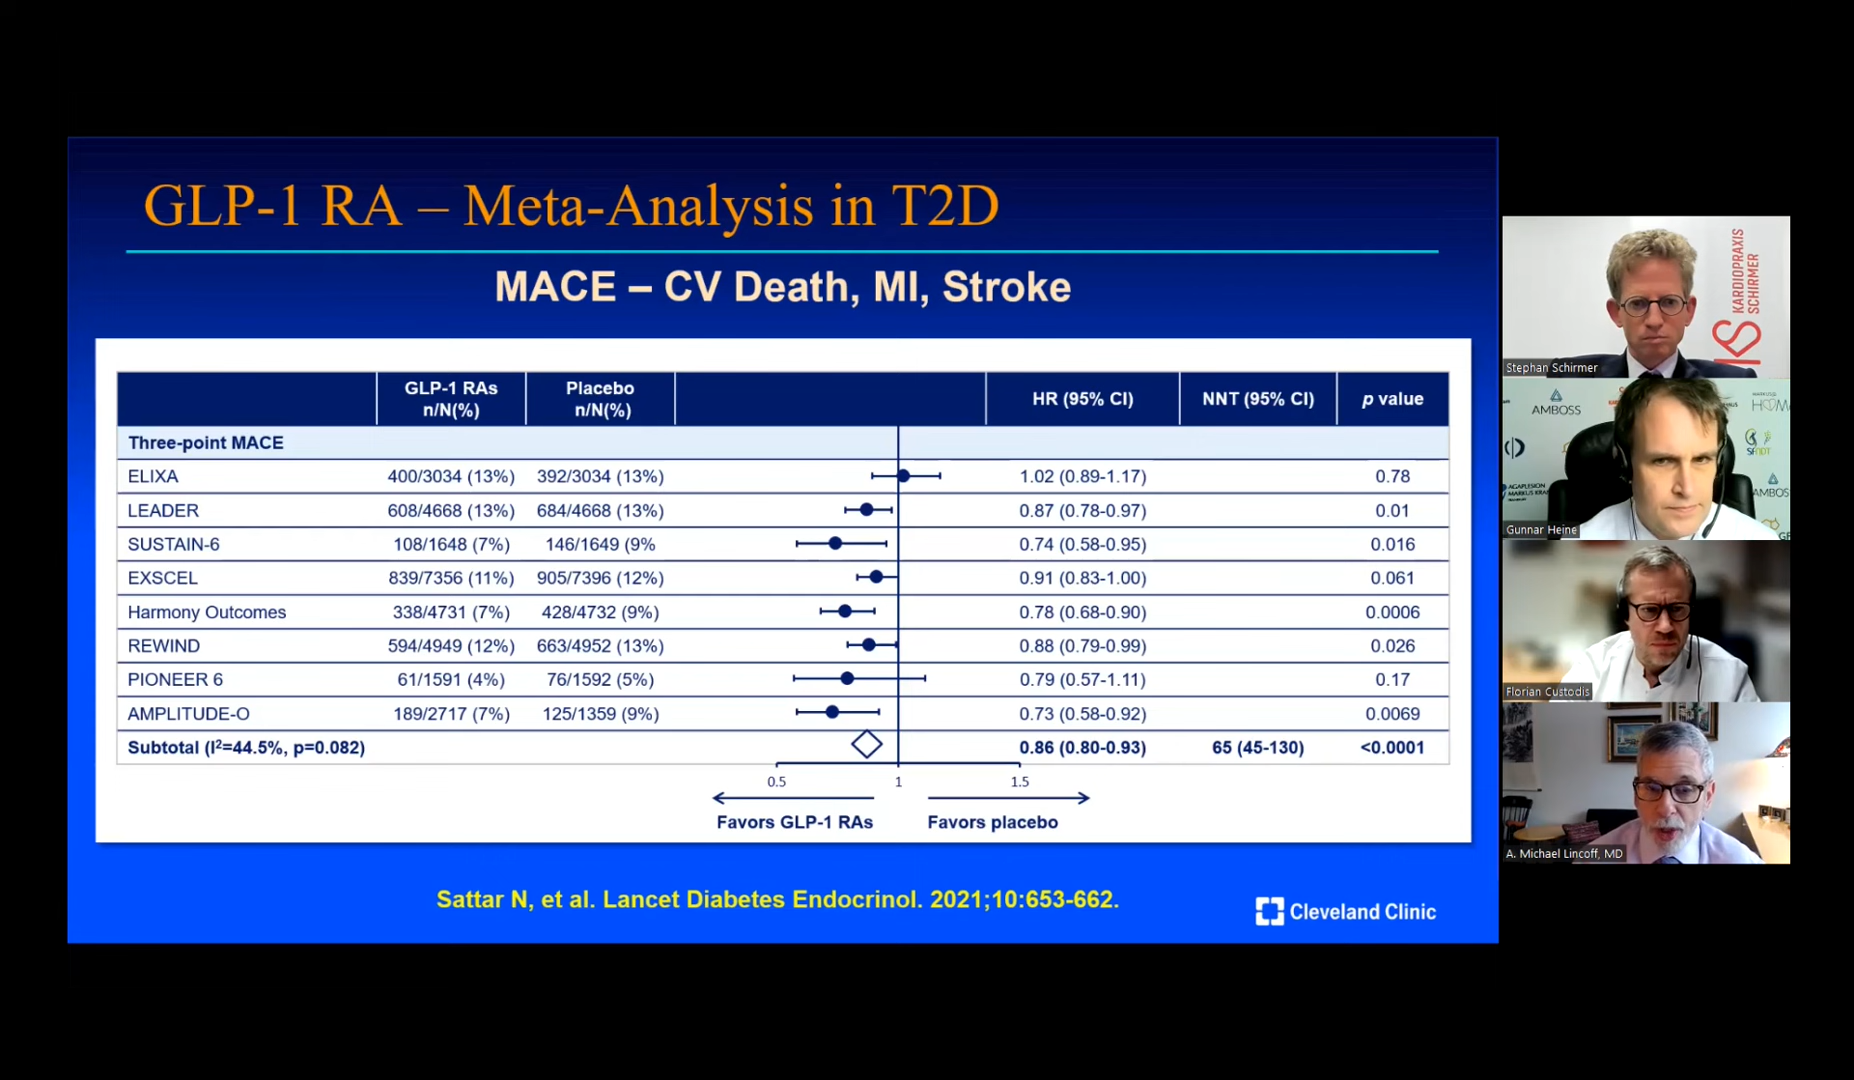 GLP-1 RA – Meta-Analysis in T2D
MACE – CV Death, MI, Stroke
GLP-1 RAs n/N(%) Placebo n/N(%) HR (95% CI) NNT (95% CI) p value
Three-point MACE
ELIXA 400/3034 (13%) 392/3034 (13%) 1.02 (0.89-1.17) 0.78
LEADER 608/4668 (13%) 684/4668 (13%) 0.87 (0.78-0.97) 0.01
SUSTAIN-6 108/1648 (7%) 146/1649 (9% 0.74 (0.58-0.95) 0.016
EXSCEL 839/7356 (11%) 905/7396 (12%) 0.91 (0.83-1.00) 0.061
Harmony Outcomes 338/4731 (7%) 428/4732 (9%) 0.78 (0.68-0.90) 0.0006
REWIND 594/4949 (12%) 663/4952 (13%) 0.88 (0.79-0.99) 0.026
PIONEER 6 61/1591 (4%) 76/1592 (5%) 0.79 (0.57-1.11) 0.17
AMPLITUDE-O 189/2717 (7%) 125/1359 (9%) 0.73 (0.58-0.92) 0.0069
Subtotal (I²=44.5%, p=0.082) 0.86 (0.80-0.93) 65 (45-130) <0.0001
0.5 1 1.5
Favors GLP-1 RAs Favors placebo
Sattar N, et al. Lancet Diabetes Endocrinol. 2021;10:653-662.
Cleveland Clinic
KARDIOPRAXIS
SCHIRMER
KS
Stephan Schirmer
AMBOSS
AGAPLESION
AMBOS
Gunnar Heine
Florian Custodis
A. Michael Lincoff, MD